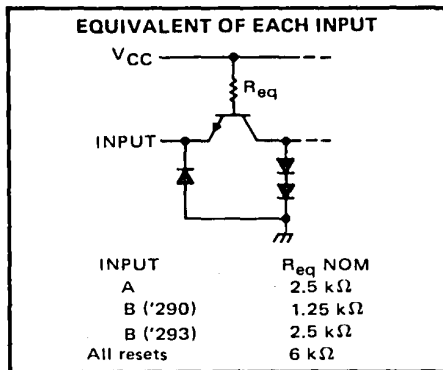 EQUIVALENT OF EACH INPUT
VCC
Req
INPUT
INPUT Req NOM
A 2.5 kΩ
B ('290) 1.25 kΩ
B ('293) 2.5 kΩ
All resets 6 kΩ